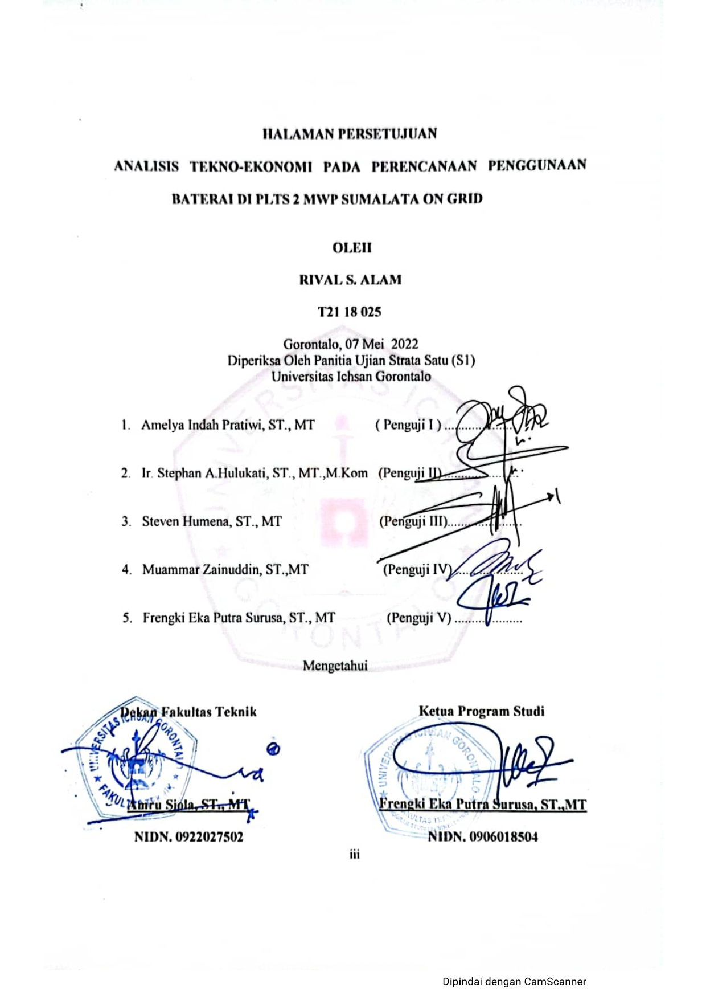 HALAMAN PERSETUJUAN
ANALISIS TEKNO-EKONOMI PADA PERENCANAAN PENGGUNAAN
BATERAI DI PLTS 2 MWP SUMALATA ON GRID
OLEH
RIVAL S. ALAM
T21 18 025
Gorontalo, 07 Mei 2022
Diperiksa Oleh Panitia Ujian Strata Satu (S1)
Universitas Ichsan Gorontalo
1. Amelya Indah Pratiwi, ST., MT ( Penguji I ) ....................
2. Ir. Stephan A.Hulukati, ST., MT.,M.Kom (Penguji II)....................
3. Steven Humena, ST., MT (Penguji III)....................
4. Muammar Zainuddin, ST.,MT (Penguji IV)....................
5. Frengki Eka Putra Surusa, ST., MT (Penguji V) ....................
UNIVERSITAS ICHSAN
GORONTALO
Mengetahui
Dekan Fakultas Teknik Ketua Program Studi
UNIVERSITAS ICHSAN GORONTALO
FAKULTAS TEKNIK
UNIVERSITAS ICHSAN GORONTALO
FAKULTAS TEKNIK
Amru Siola, ST., MT Frengki Eka Putra Surusa, ST.,MT
NIDN. 0922027502 NIDN. 0906018504
iii
Dipindai dengan CamScanner